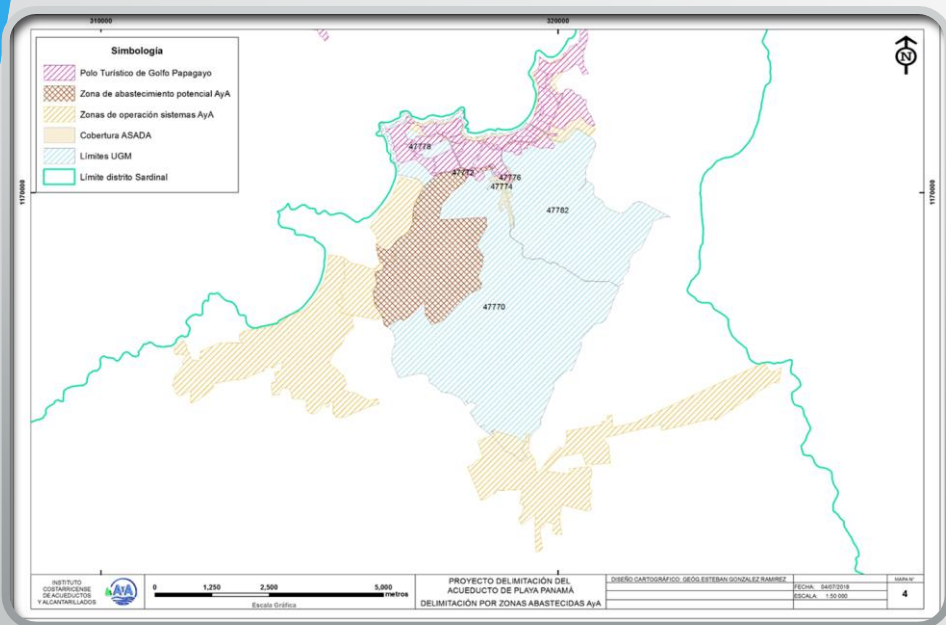 310000
320000
Simbología
Polo Turístico de Golfo Papagayo
Zona de abastecimiento potencial AyA
Zonas de operación sistemas AyA
Cobertura ASADA
Límites UGM
Límite distrito Sardinal
N
1170000
1170000
47778
47772
47776
47774
47782
47770
INSTITUTO
COSTARRICENSE
DE ACUEDUCTOS
Y ALCANTARILLADOS
AyA
0 1,250 2,500 5,000
metros
Escala Gráfica
PROYECTO DELIMITACIÓN DEL
ACUEDUCTO DE PLAYA PANAMÁ
DELIMITACIÓN POR ZONAS ABASTECIDAS AyA
DISEÑO CARTOGRÁFICO: GEÓG. ESTEBAN GONZALEZ RAMIREZ
FECHA: 04/07/2018
ESCALA: 1:50 000
MAPA N°
4